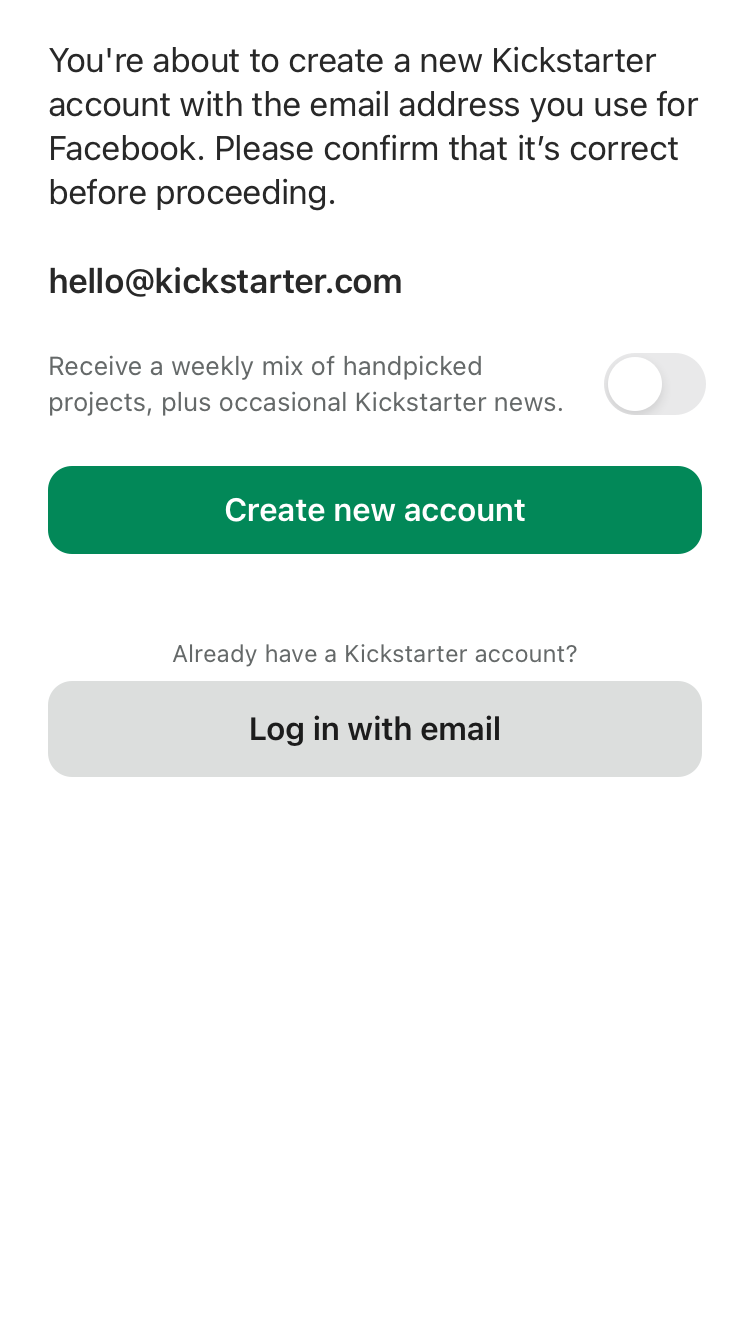 You're about to create a new Kickstarter
account with the email address you use for
Facebook. Please confirm that it’s correct
before proceeding.
hello@kickstarter.com
Receive a weekly mix of handpicked
projects, plus occasional Kickstarter news.
Create new account
Already have a Kickstarter account?
Log in with email